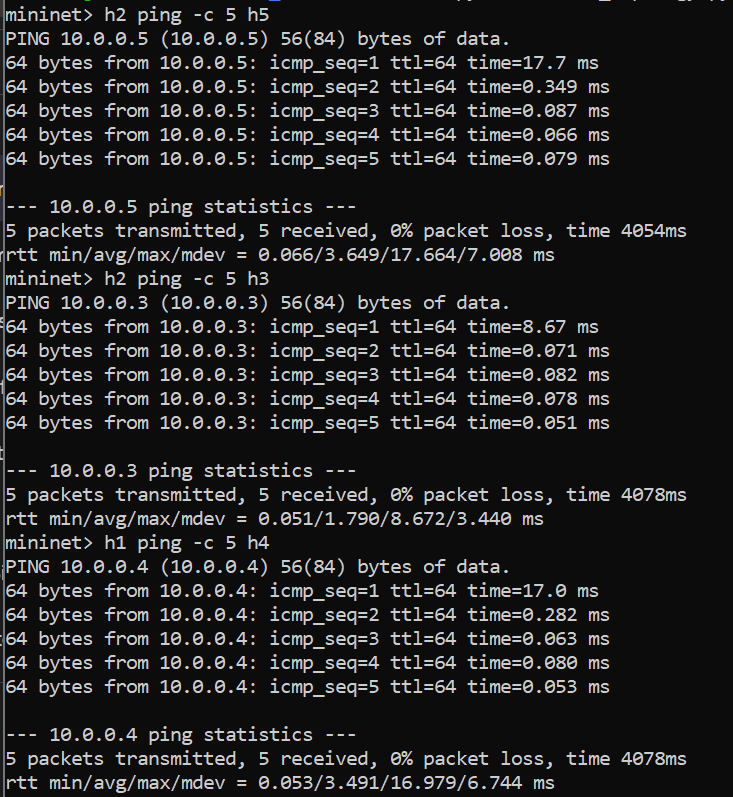 mininet> h2 ping -c 5 h5
PING 10.0.0.5 (10.0.0.5) 56(84) bytes of data.
64 bytes from 10.0.0.5: icmp_seq=1 ttl=64 time=17.7 ms
64 bytes from 10.0.0.5: icmp_seq=2 ttl=64 time=0.349 ms
64 bytes from 10.0.0.5: icmp_seq=3 ttl=64 time=0.087 ms
64 bytes from 10.0.0.5: icmp_seq=4 ttl=64 time=0.066 ms
64 bytes from 10.0.0.5: icmp_seq=5 ttl=64 time=0.079 ms

--- 10.0.0.5 ping statistics ---
5 packets transmitted, 5 received, 0% packet loss, time 4054ms
rtt min/avg/max/mdev = 0.066/3.649/17.664/7.008 ms
mininet> h2 ping -c 5 h3
PING 10.0.0.3 (10.0.0.3) 56(84) bytes of data.
64 bytes from 10.0.0.3: icmp_seq=1 ttl=64 time=8.67 ms
64 bytes from 10.0.0.3: icmp_seq=2 ttl=64 time=0.071 ms
64 bytes from 10.0.0.3: icmp_seq=3 ttl=64 time=0.082 ms
64 bytes from 10.0.0.3: icmp_seq=4 ttl=64 time=0.078 ms
64 bytes from 10.0.0.3: icmp_seq=5 ttl=64 time=0.051 ms

--- 10.0.0.3 ping statistics ---
5 packets transmitted, 5 received, 0% packet loss, time 4078ms
rtt min/avg/max/mdev = 0.051/1.790/8.672/3.440 ms
mininet> h1 ping -c 5 h4
PING 10.0.0.4 (10.0.0.4) 56(84) bytes of data.
64 bytes from 10.0.0.4: icmp_seq=1 ttl=64 time=17.0 ms
64 bytes from 10.0.0.4: icmp_seq=2 ttl=64 time=0.282 ms
64 bytes from 10.0.0.4: icmp_seq=3 ttl=64 time=0.063 ms
64 bytes from 10.0.0.4: icmp_seq=4 ttl=64 time=0.080 ms
64 bytes from 10.0.0.4: icmp_seq=5 ttl=64 time=0.053 ms

--- 10.0.0.4 ping statistics ---
5 packets transmitted, 5 received, 0% packet loss, time 4078ms
rtt min/avg/max/mdev = 0.053/3.491/16.979/6.744 ms